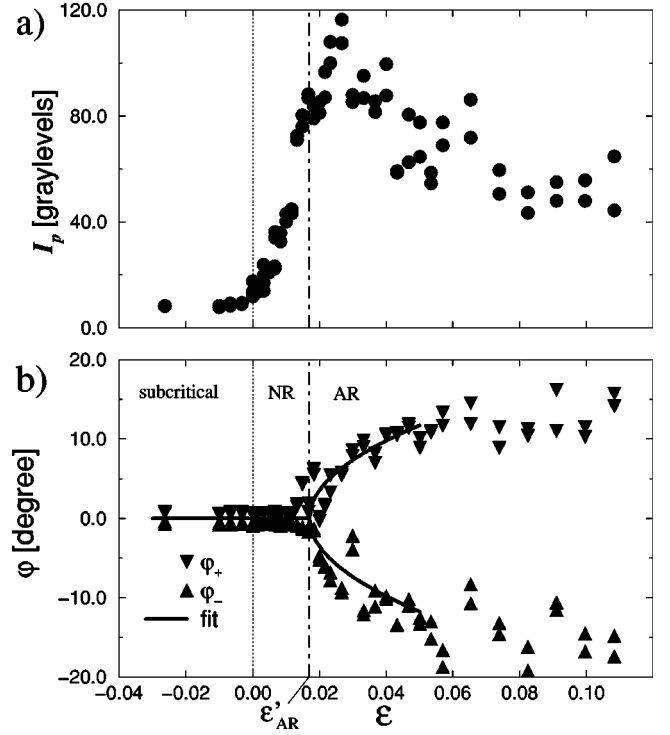 a)
120.0
80.0
40.0
0.0
I_p [graylevels]
b)
20.0
10.0
0.0
-10.0
-20.0
φ [degree]
subcritical NR AR
φ₊
φ₋
fit
-0.04 -0.02 0.00 0.02 0.04 0.06 0.08 0.10
ε'_AR ε